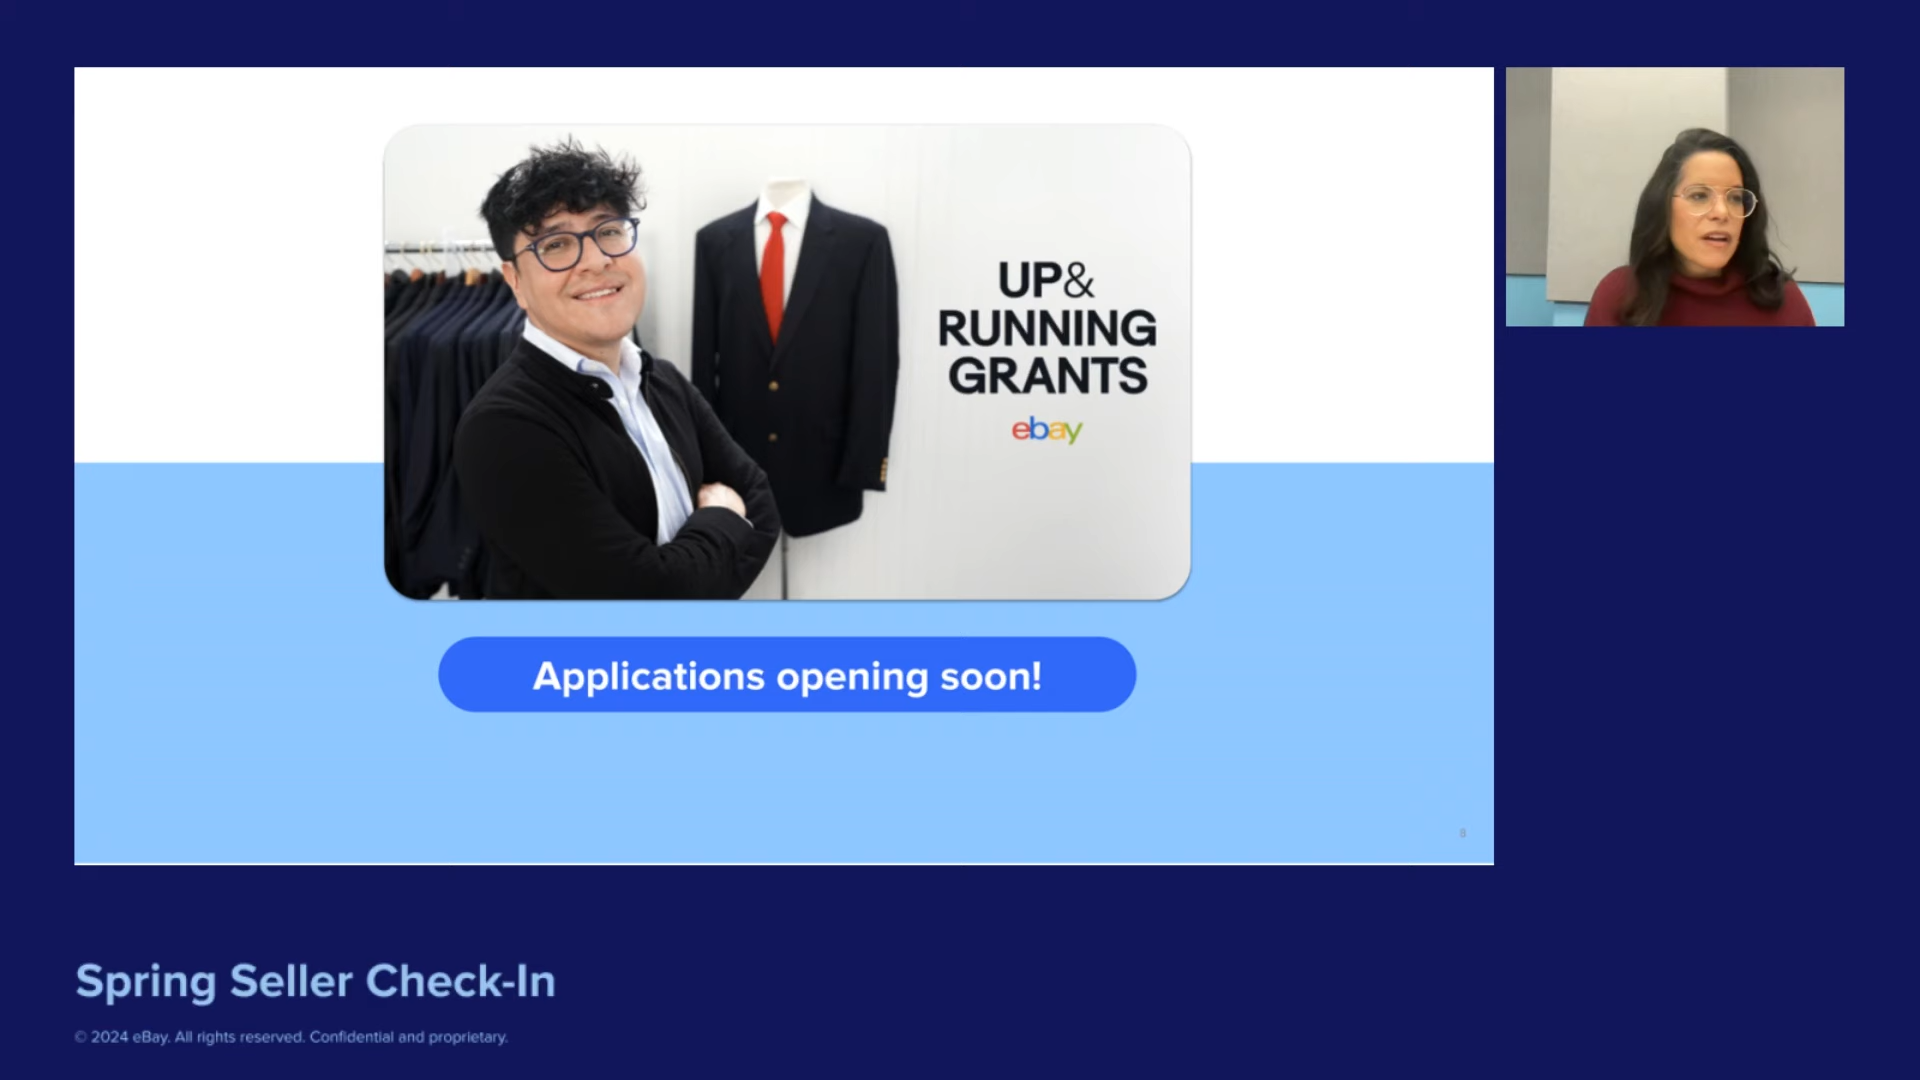 UP&
RUNNING
GRANTS
ebay
Applications opening soon!
8
Spring Seller Check-In
© 2024 eBay. All rights reserved. Confidential and proprietary.